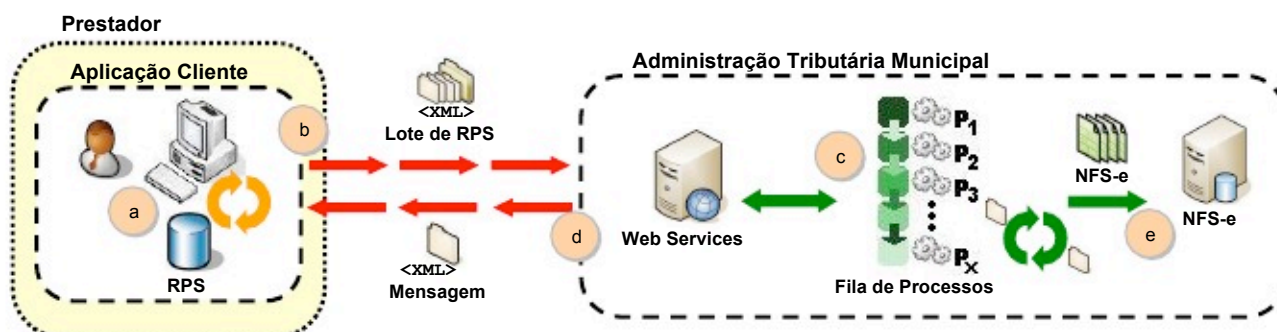 Prestador
Aplicação Cliente
a
RPS
b
<XML>
Lote de RPS
<XML>
Mensagem
Administração Tributária Municipal
d
Web Services
c
P1
P2
P3
Px
Fila de Processos
NFS-e
e
NFS-e